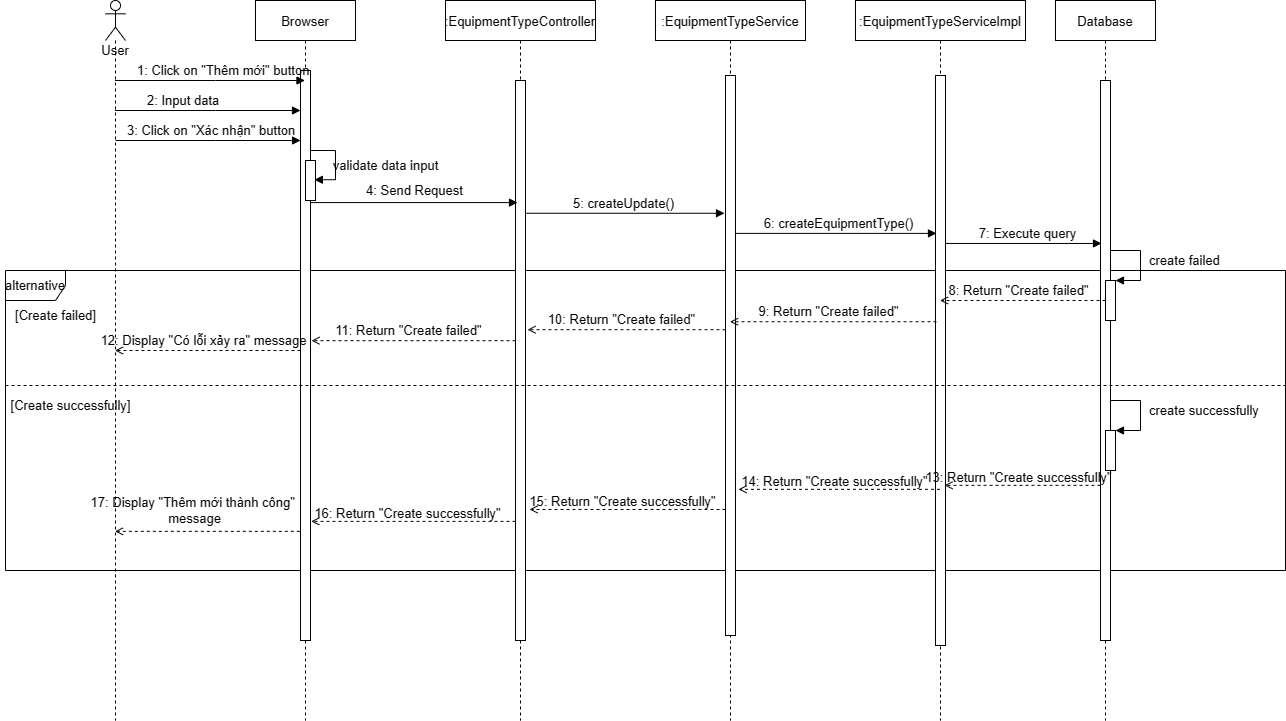 Browser
:EquipmentTypeController
:EquipmentTypeService
:EquipmentTypeServiceImpl
Database
User
1: Click on "Thêm mới" button
2: Input data
3: Click on "Xác nhận" button
validate data input
4: Send Request
5: createUpdate()
6: createEquipmentType()
7: Execute query
create failed
alternative
[Create failed]
8: Return "Create failed"
9: Return "Create failed"
10: Return "Create failed"
11: Return "Create failed"
12: Display "Có lỗi xảy ra" message
[Create successfully]
create successfully
13: Return "Create successfully"
14: Return "Create successfully"
15: Return "Create successfully"
16: Return "Create successfully"
17: Display "Thêm mới thành công"
message